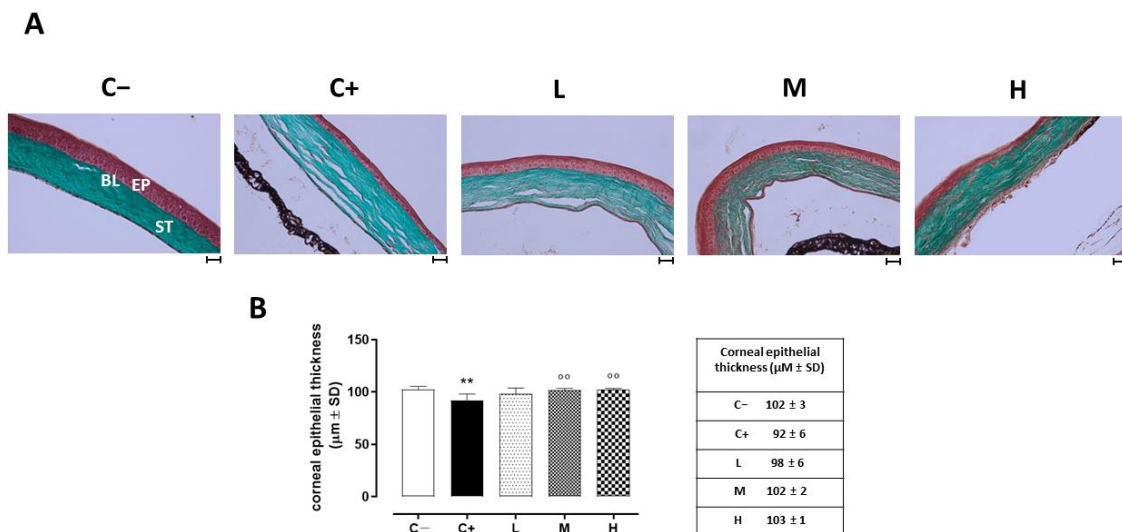 A
C− C+ L M H
BL EP
ST
B
corneal epithelial thickness
(µm ± SD)
150
100
50
0
**
°°
°°
C− C+ L M H
Corneal epithelial
thickness (µM ± SD)
C− 102 ± 3
C+ 92 ± 6
L 98 ± 6
M 102 ± 2
H 103 ± 1